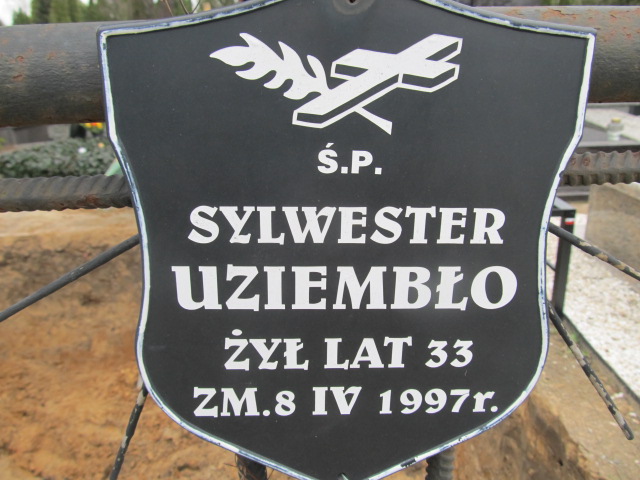 Ś.P.
SYLWESTER
UZIEMBŁO
ŻYŁ LAT 33
ZM.8 IV 1997r.